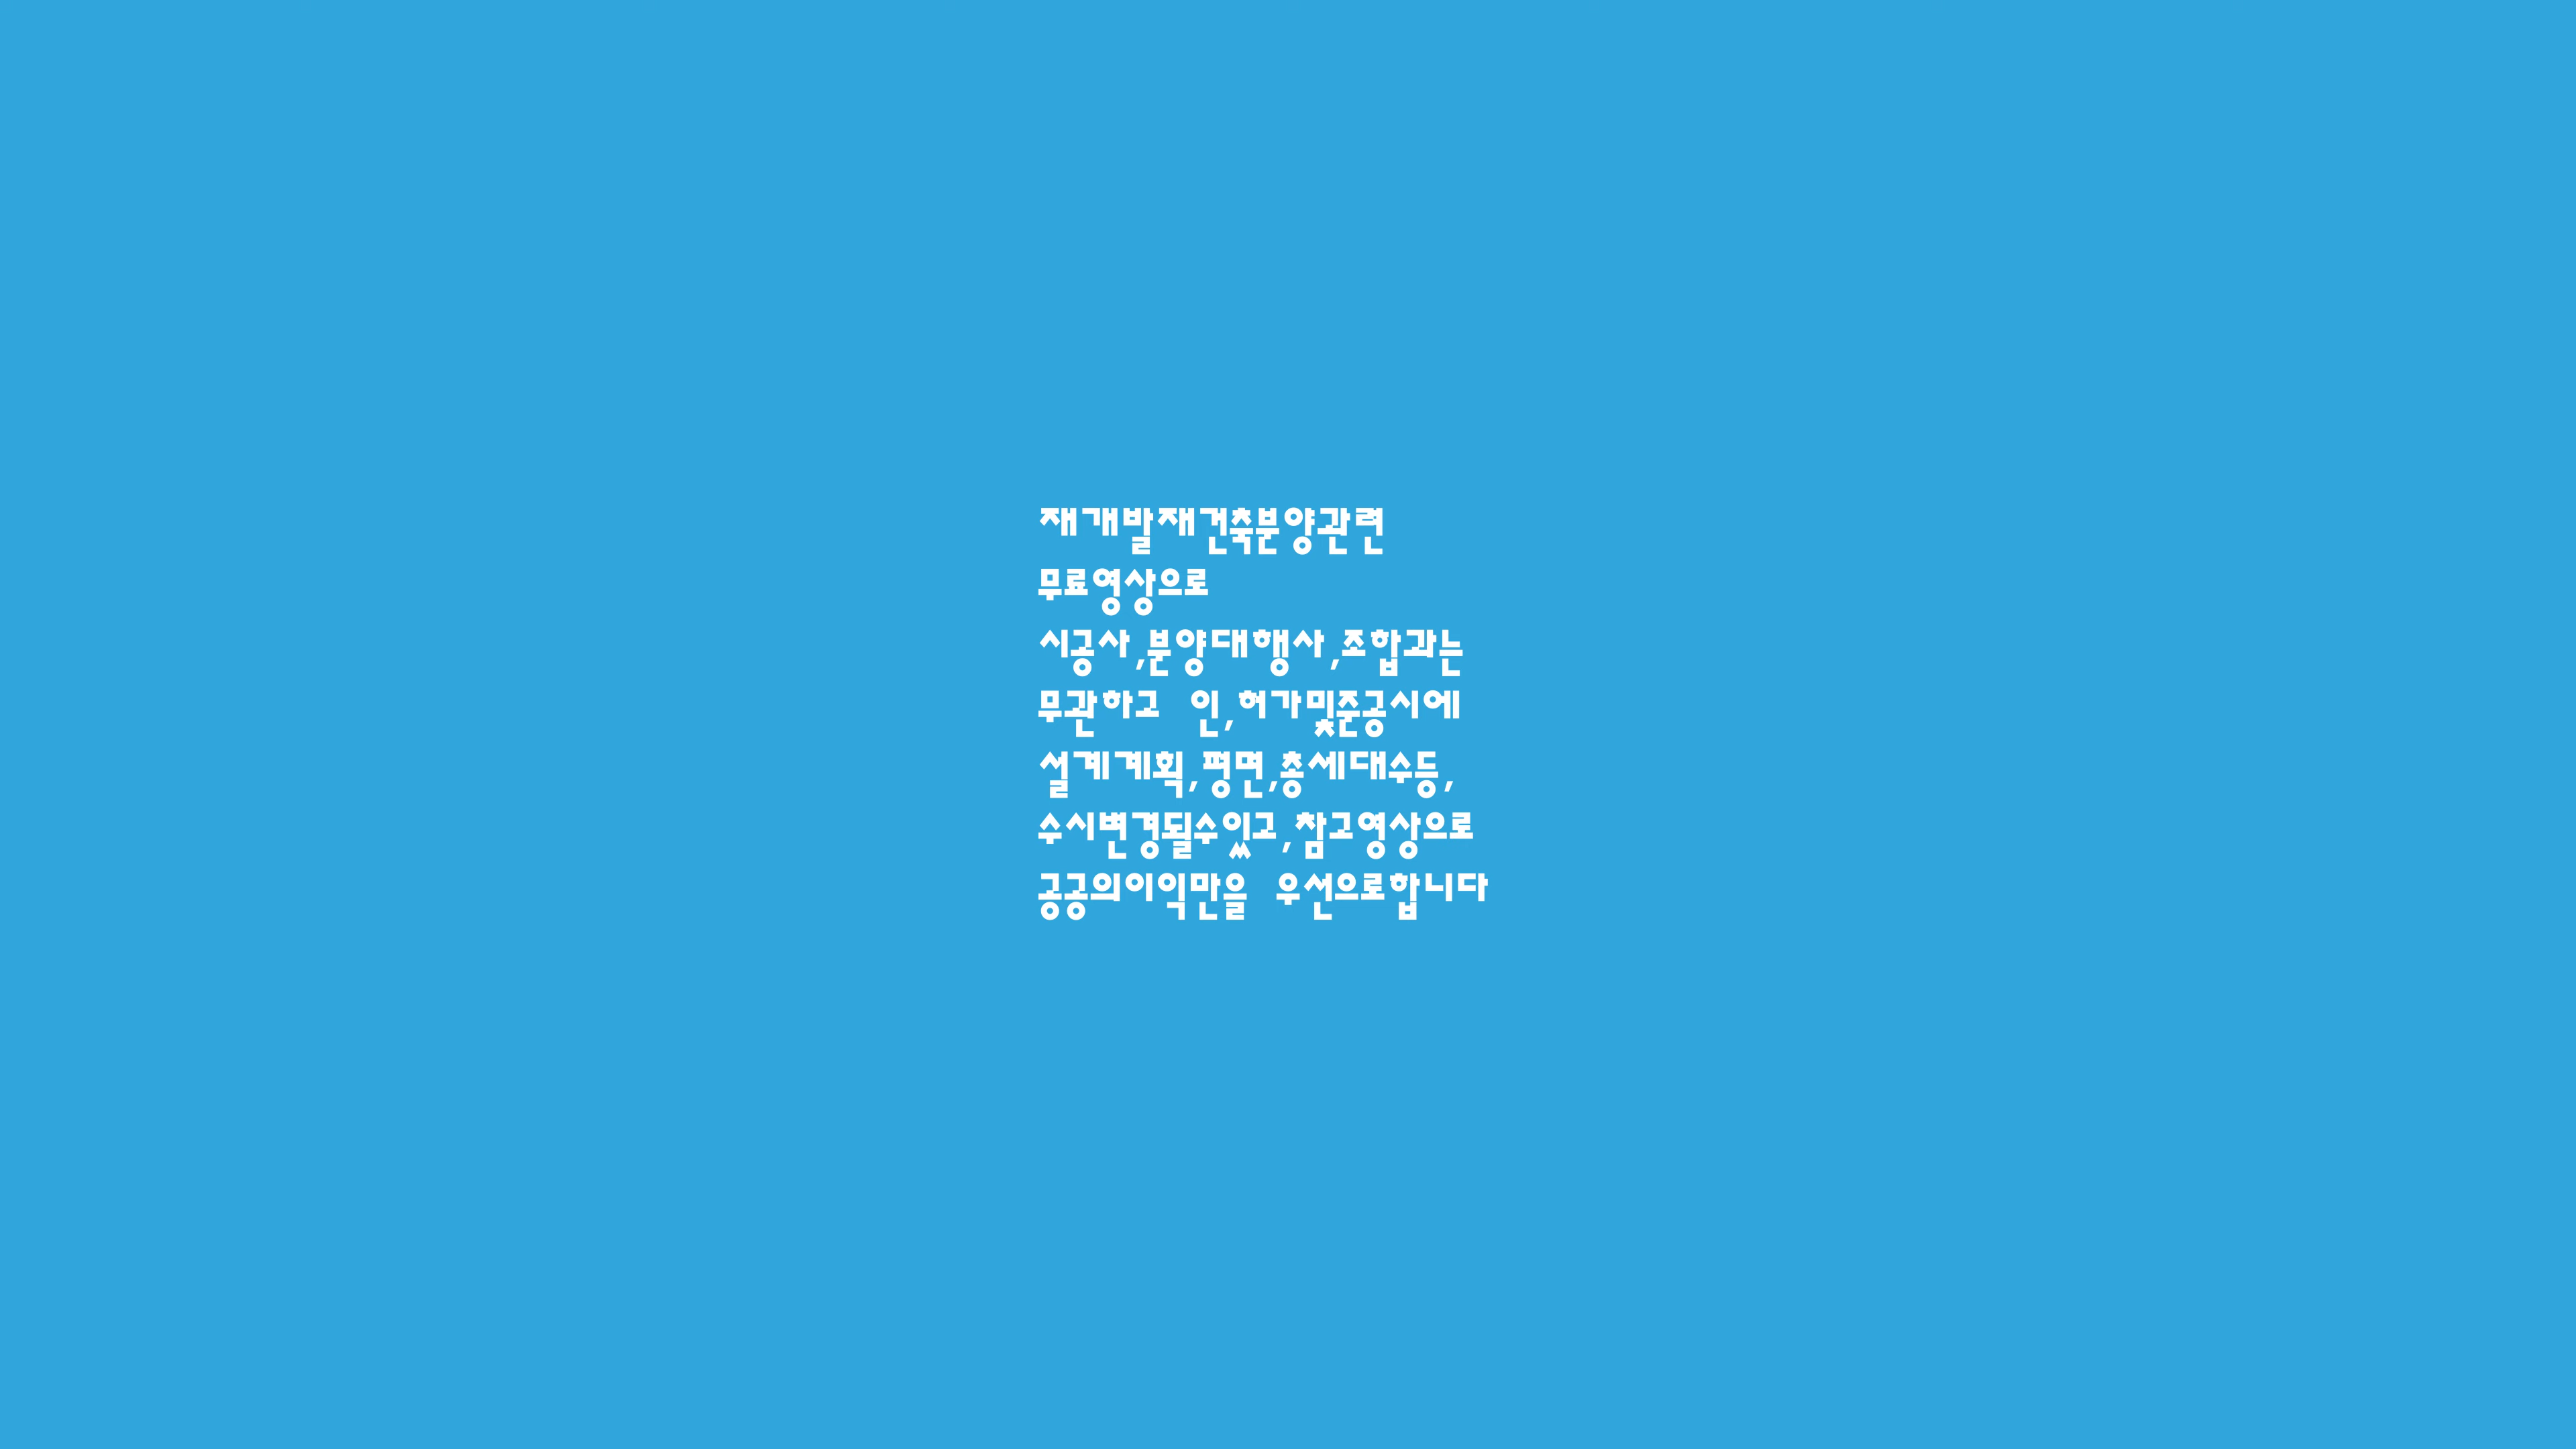 재개발재건축분양관련
무료영상으로
시공사,분양대행사,조합과는
무관하고 인,허가및준공시에
설계계획,평면,총세대수등,
수시변경될수있고,참고영상으로
공공의이익만을 우선으로합니다